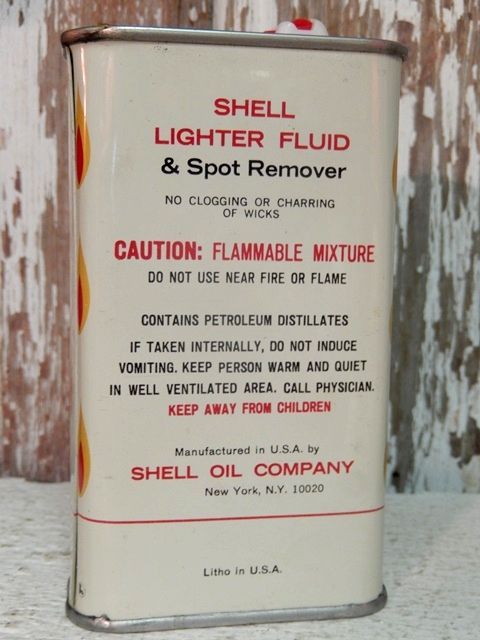 SHELL
LIGHTER FLUID
& Spot Remover
NO CLOGGING OR CHARRING
OF WICKS
CAUTION: FLAMMABLE MIXTURE
DO NOT USE NEAR FIRE OR FLAME
CONTAINS PETROLEUM DISTILLATES
IF TAKEN INTERNALLY, DO NOT INDUCE
VOMITING. KEEP PERSON WARM AND QUIET
IN WELL VENTILATED AREA. CALL PHYSICIAN.
KEEP AWAY FROM CHILDREN
Manufactured in U.S.A. by
SHELL OIL COMPANY
New York, N.Y. 10020
Litho in U.S.A.